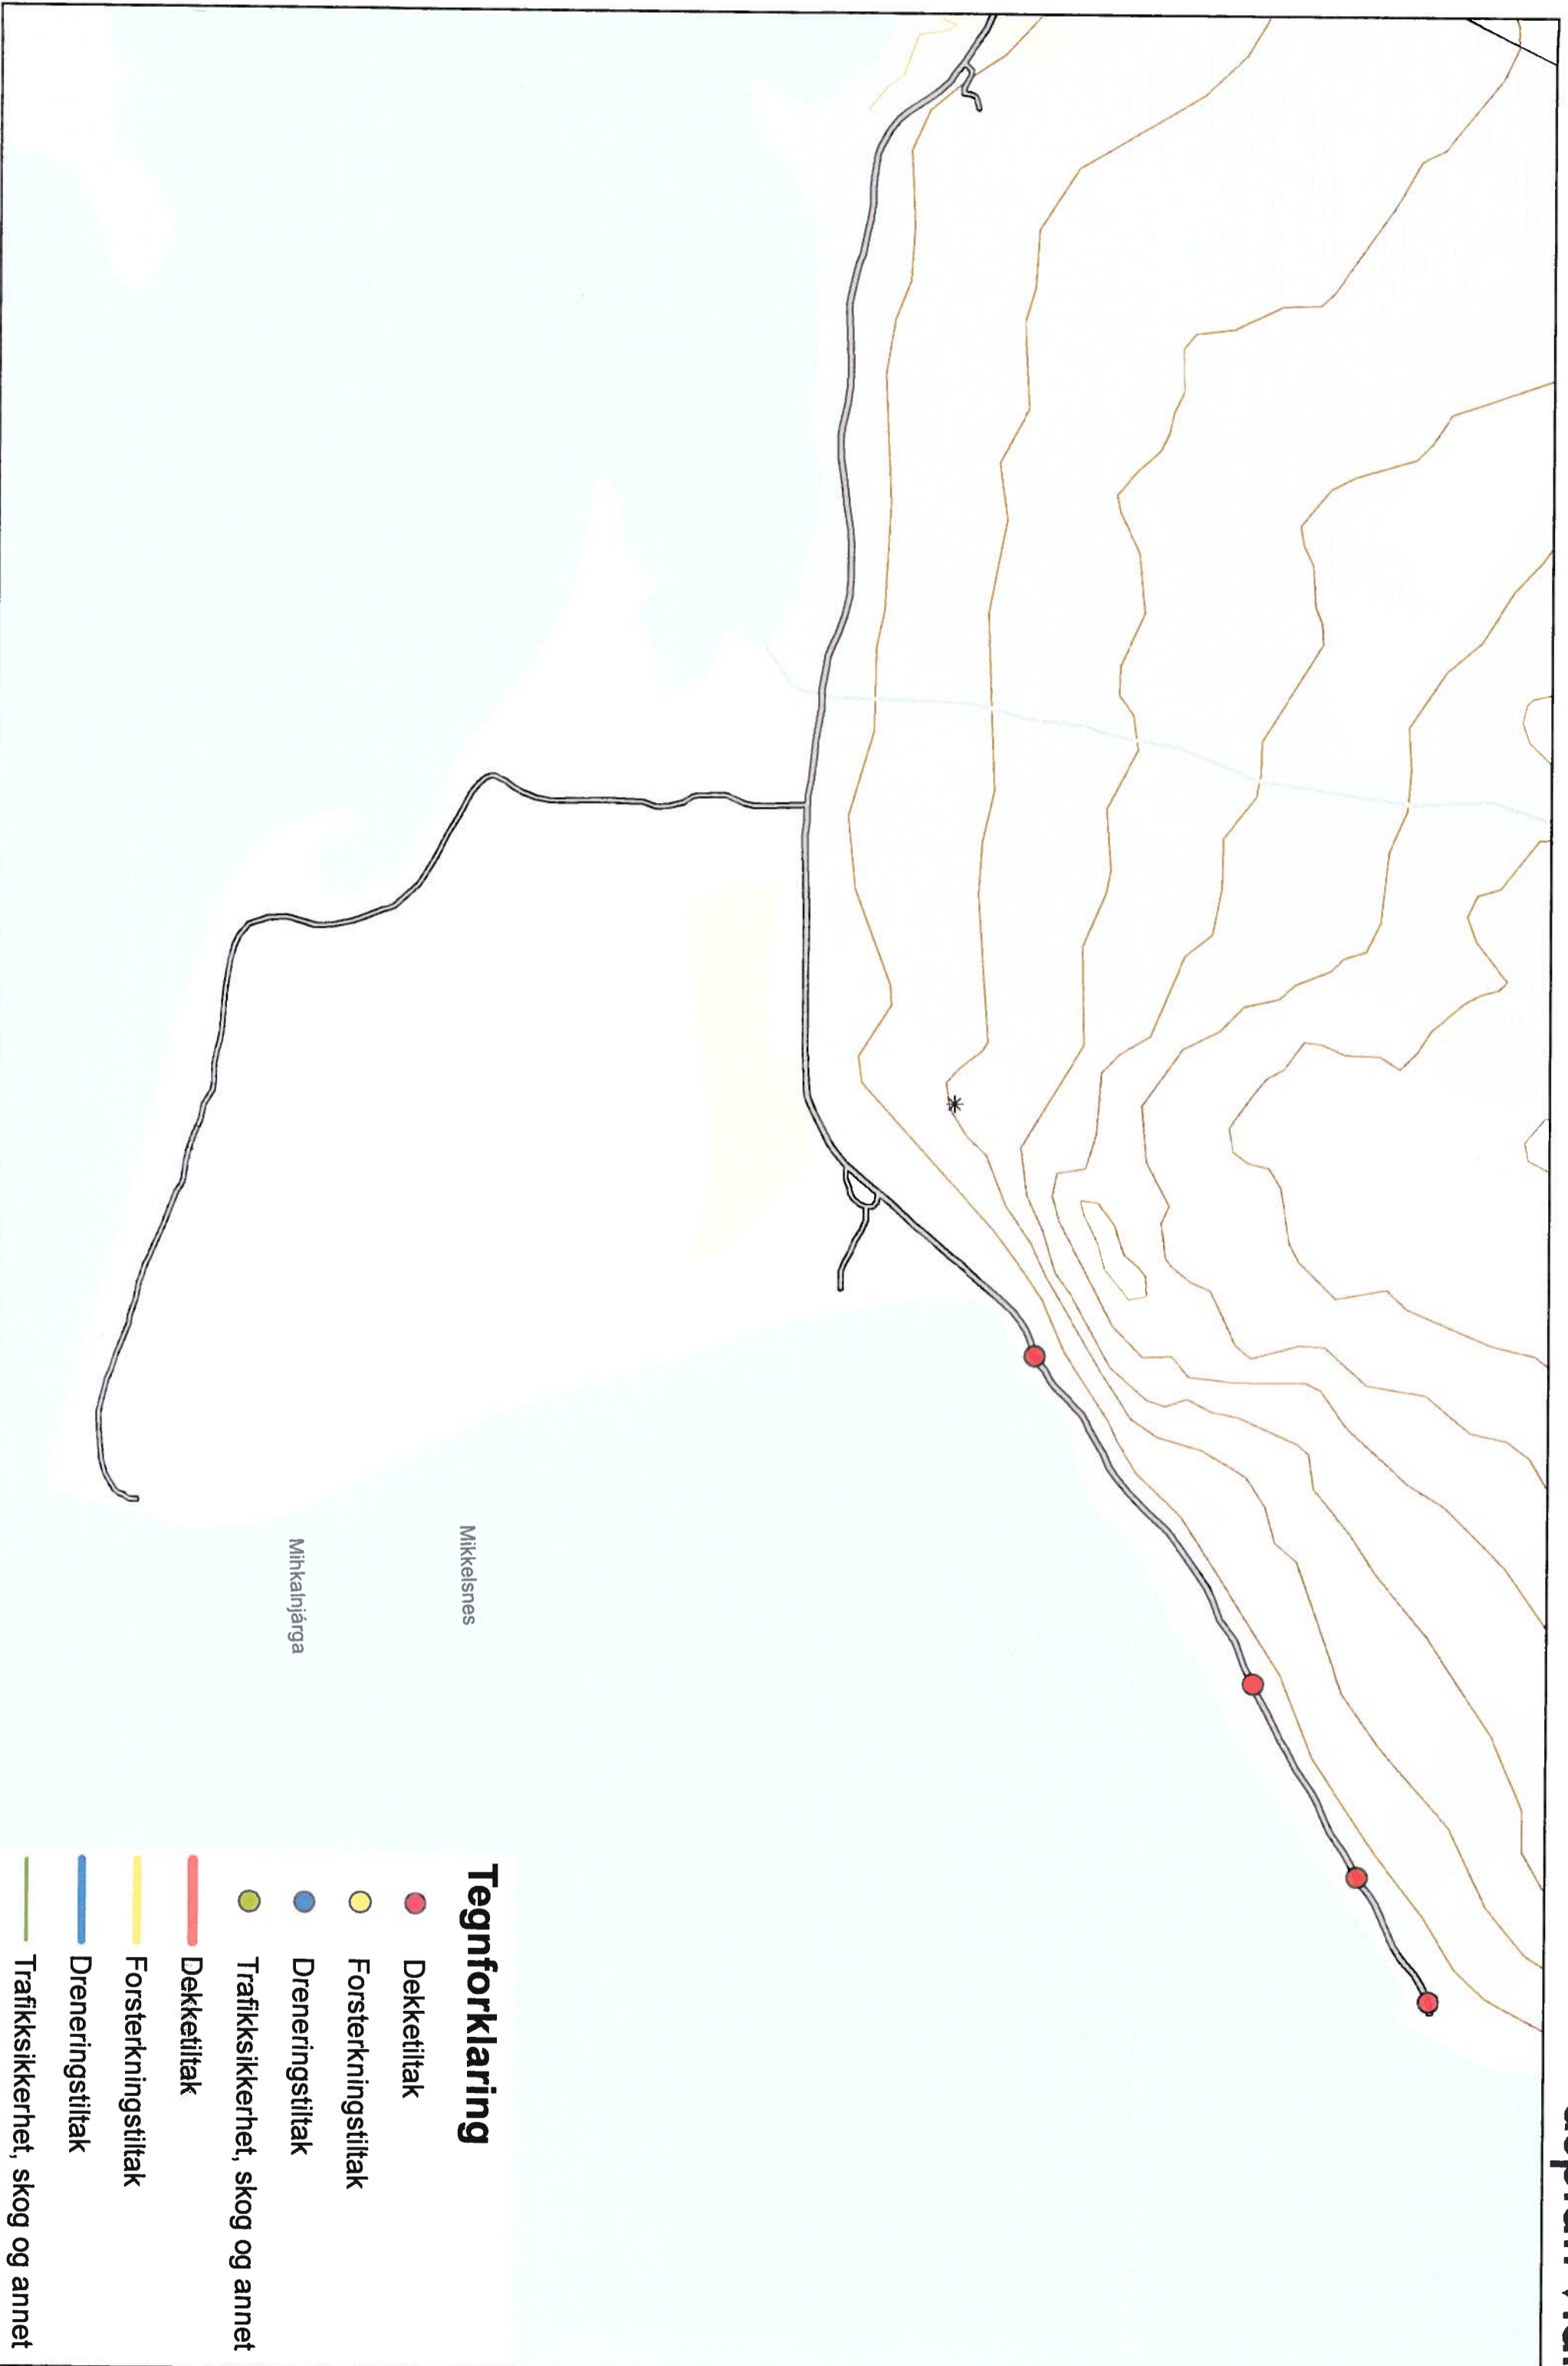 Mikkelsnes
Mihkalnjárga
Tegnforklaring
Dekketiltak
Forsterkningstiltak
Dreneringstiltak
Trafikksikkerhet, skog og annet
Dekketiltak
Forsterkningstiltak
Dreneringstiltak
Trafikksikkerhet, skog og annet